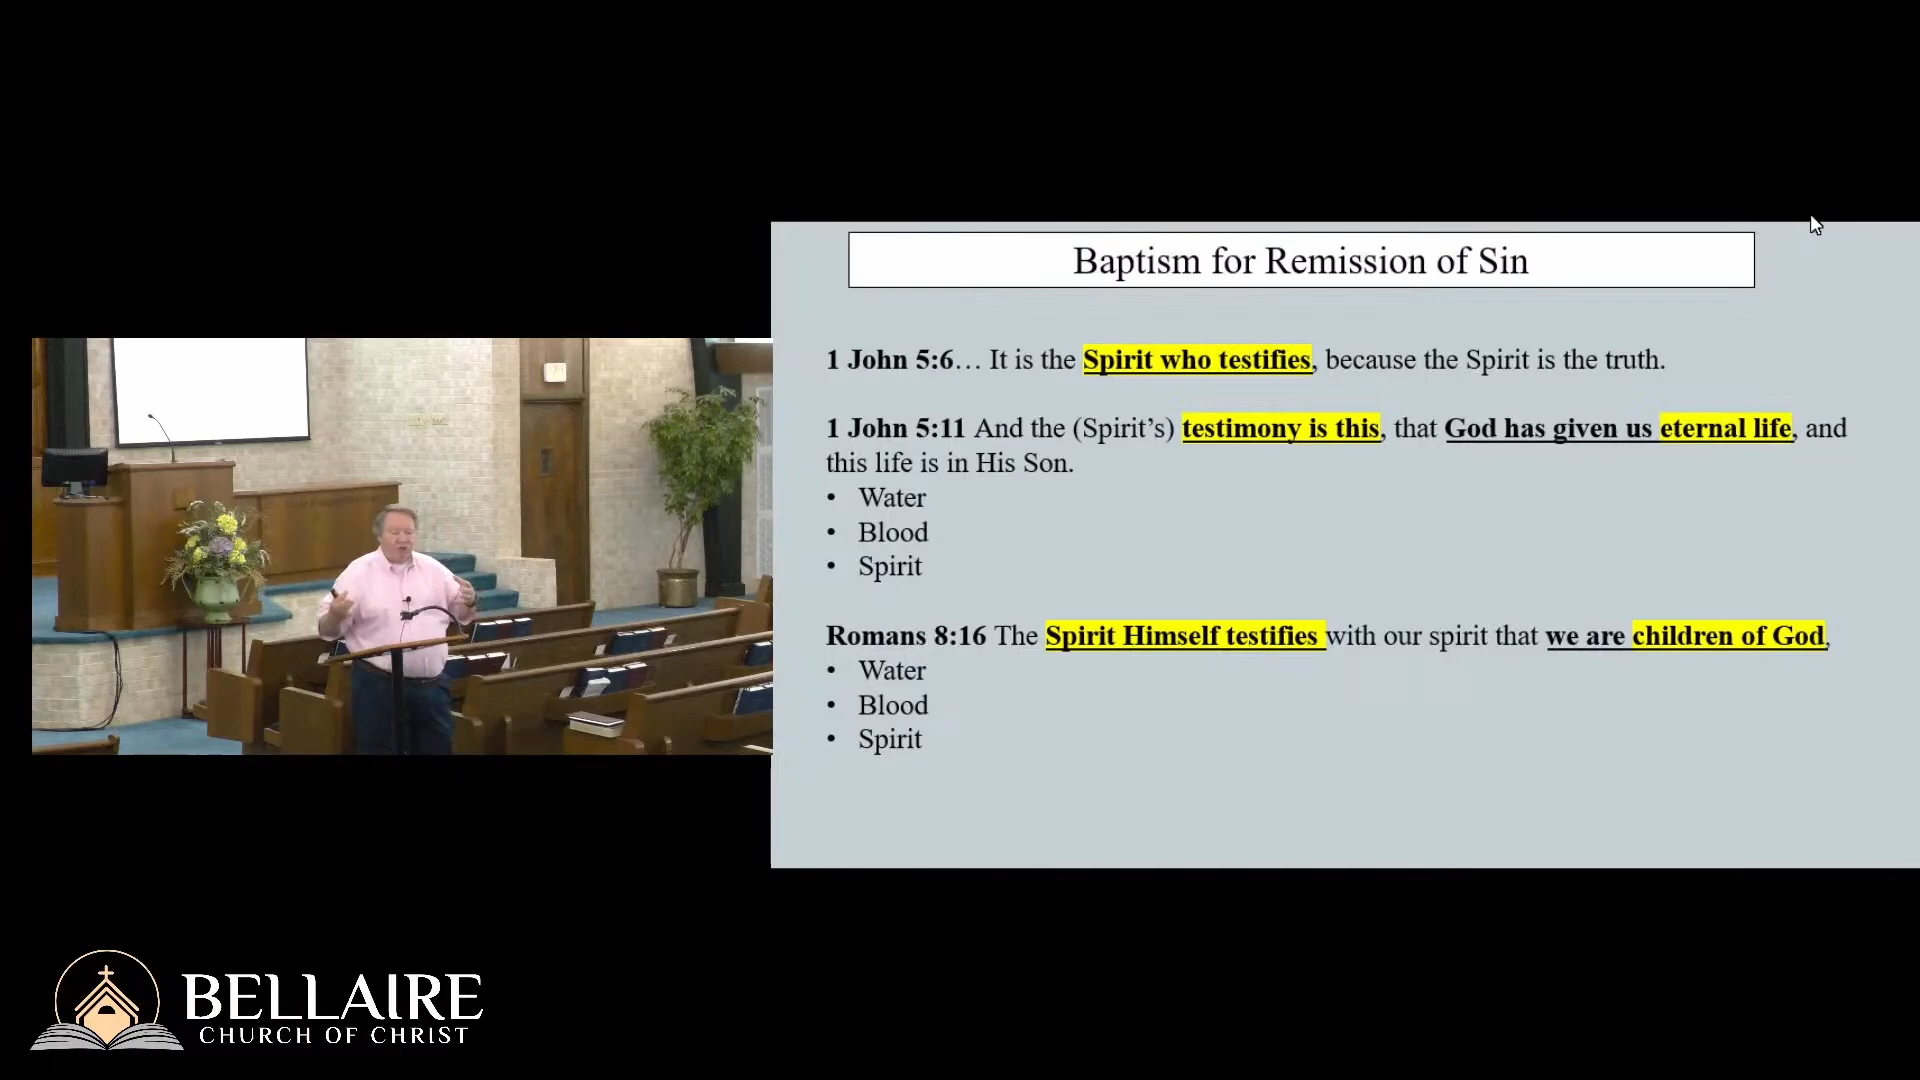 Baptism for Remission of Sin
1 John 5:6… It is the Spirit who testifies, because the Spirit is the truth.
1 John 5:11 And the (Spirit’s) testimony is this, that God has given us eternal life, and
this life is in His Son.
• Water
• Blood
• Spirit
Romans 8:16 The Spirit Himself testifies with our spirit that we are children of God,
• Water
• Blood
• Spirit
BELLAIRE
CHURCH OF CHRIST